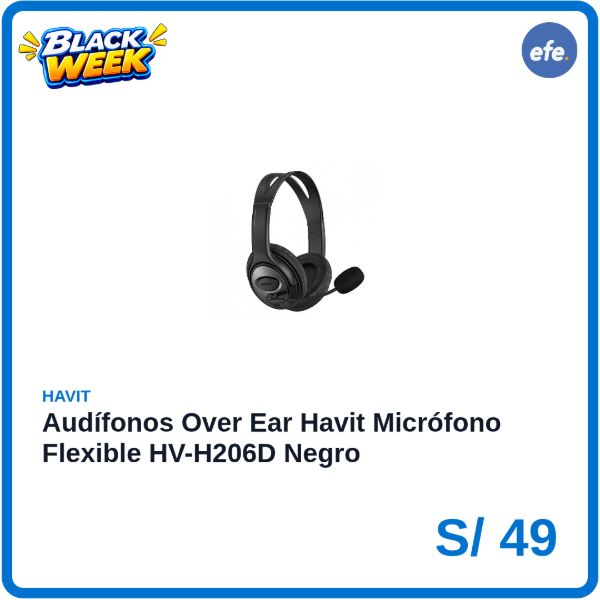 BLACK
WEEK
efe.
HAVIT
Audífonos Over Ear Havit Micrófono
Flexible HV-H206D Negro
S/ 49